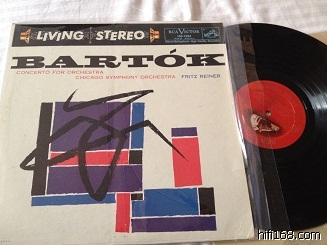 LIVING STEREO
RCA VICTOR
BARTÓK
CONCERTO FOR ORCHESTRA
CHICAGO SYMPHONY ORCHESTRA FRITZ REINER
hifi168.com